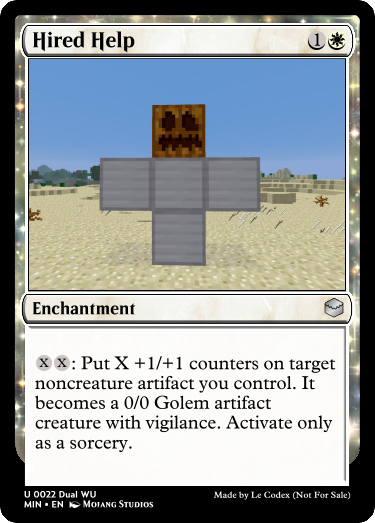 Hired Help 1
Enchantment
XX: Put X +1/+1 counters on target
noncreature artifact you control. It
becomes a 0/0 Golem artifact
creature with vigilance. Activate only
as a sorcery.
U 0022 Dual WU
MIN • EN Mojang Studios
Made by Le Codex (Not For Sale)